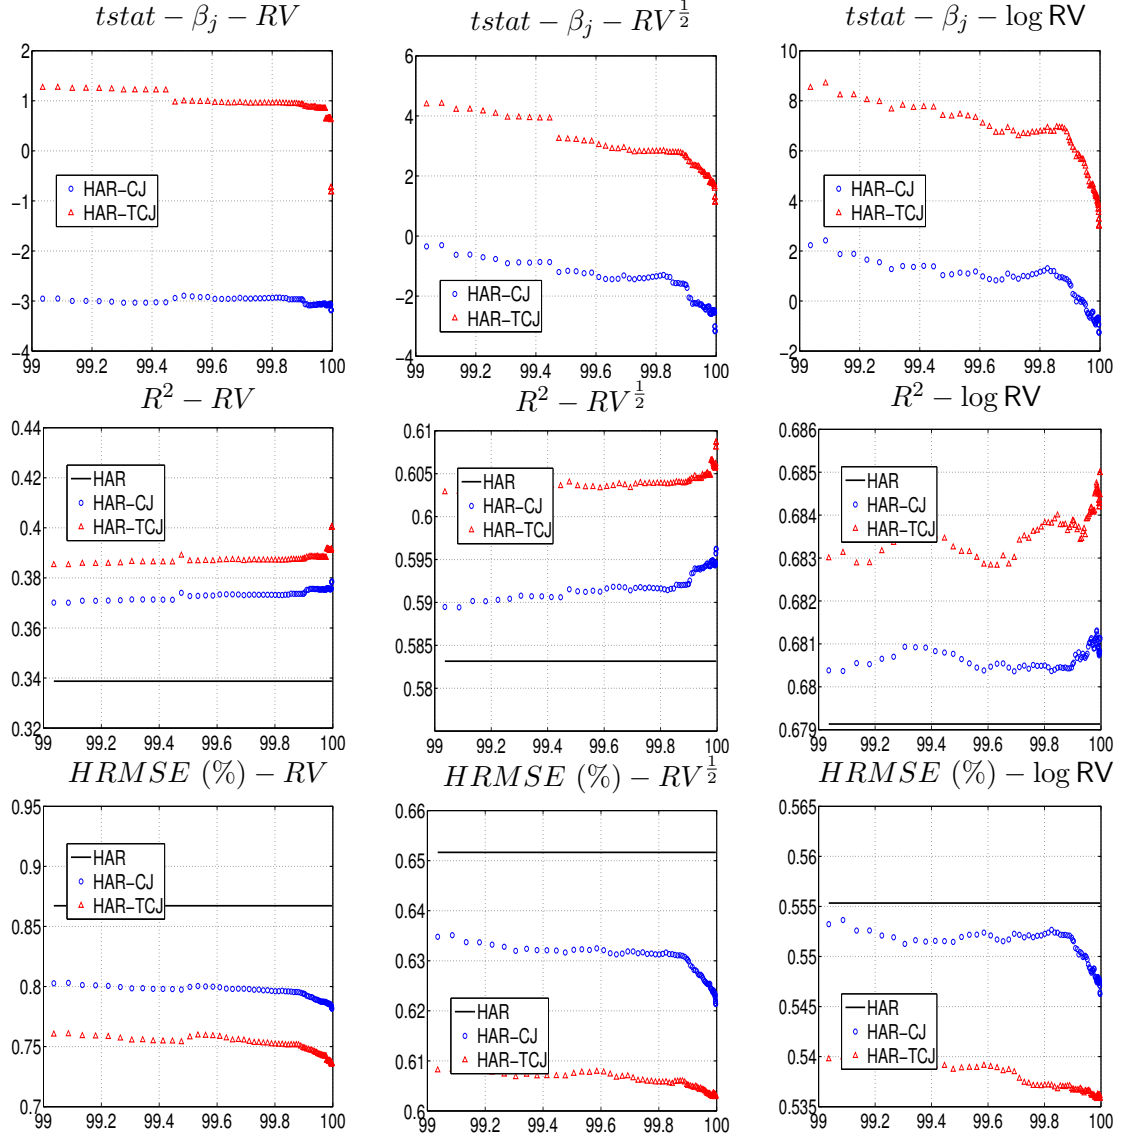 tstat − β_j − RV
2
1
0
−1
−2
−3
−4
HAR−CJ
HAR−TCJ
99 99.2 99.4 99.6 99.8 100
tstat − β_j − RV^{1/2}
6
4
2
0
−2
−4
HAR−CJ
HAR−TCJ
99 99.2 99.4 99.6 99.8 100
tstat − β_j − log RV
10
8
6
4
2
0
−2
HAR−CJ
HAR−TCJ
99 99.2 99.4 99.6 99.8 100
R^2 − RV
0.44
0.42
0.4
0.38
0.36
0.34
0.32
HAR
HAR−CJ
HAR−TCJ
99 99.2 99.4 99.6 99.8 100
R^2 − RV^{1/2}
0.61
0.605
0.6
0.595
0.59
0.585
0.58
HAR
HAR−CJ
HAR−TCJ
99 99.2 99.4 99.6 99.8 100
R^2 − log RV
0.686
0.685
0.684
0.683
0.682
0.681
0.68
0.679
HAR
HAR−CJ
HAR−TCJ
99 99.2 99.4 99.6 99.8 100
HRMSE (%) − RV
0.95
0.9
0.85
0.8
0.75
0.7
HAR
HAR−CJ
HAR−TCJ
99 99.2 99.4 99.6 99.8 100
HRMSE (%) − RV^{1/2}
0.66
0.65
0.64
0.63
0.62
0.61
0.6
HAR
HAR−CJ
HAR−TCJ
99 99.2 99.4 99.6 99.8 100
HRMSE (%) − log RV
0.565
0.56
0.555
0.55
0.545
0.54
0.535
HAR
HAR−CJ
HAR−TCJ
99 99.2 99.4 99.6 99.8 100